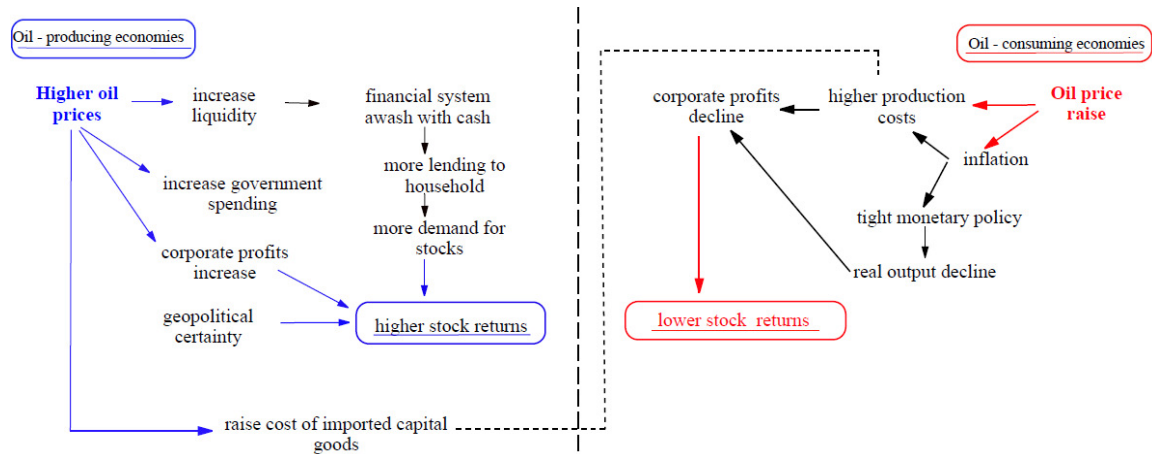 Oil - producing economies
Higher oil
prices
increase
liquidity
financial system
awash with cash
more lending to
household
increase government
spending
more demand for
stocks
corporate profits
increase
geopolitical
certainty
higher stock returns
raise cost of imported capital
goods
Oil - consuming economies
corporate profits
decline
higher production
costs
Oil price
raise
inflation
tight monetary policy
real output decline
lower stock returns